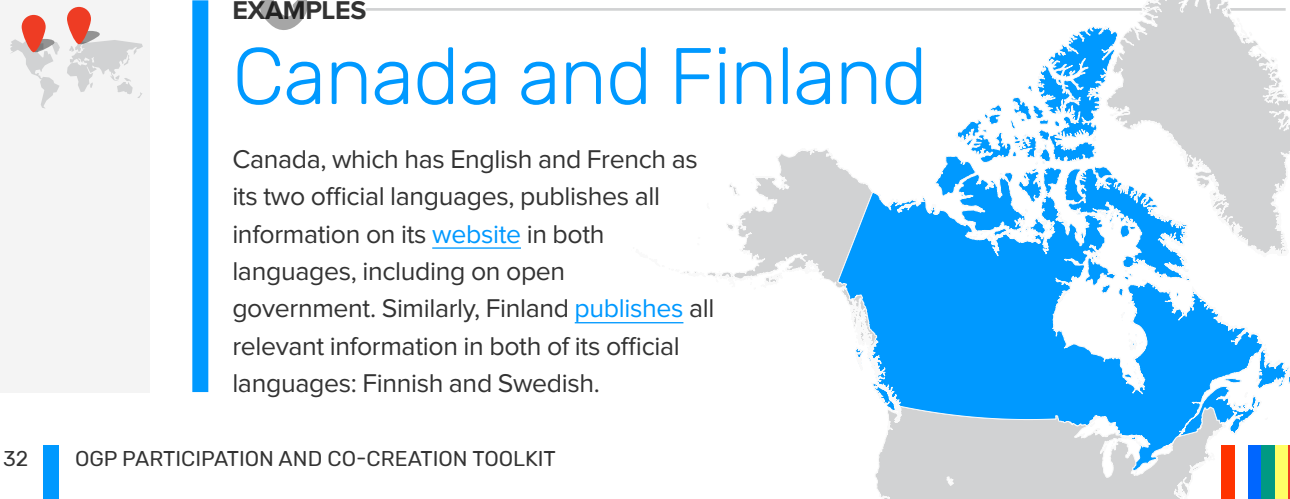 EXAMPLES
Canada and Finland
Canada, which has English and French as
its two official languages, publishes all
information on its website in both
languages, including on open
government. Similarly, Finland publishes all
relevant information in both of its official
languages: Finnish and Swedish.
32 OGP PARTICIPATION AND CO-CREATION TOOLKIT